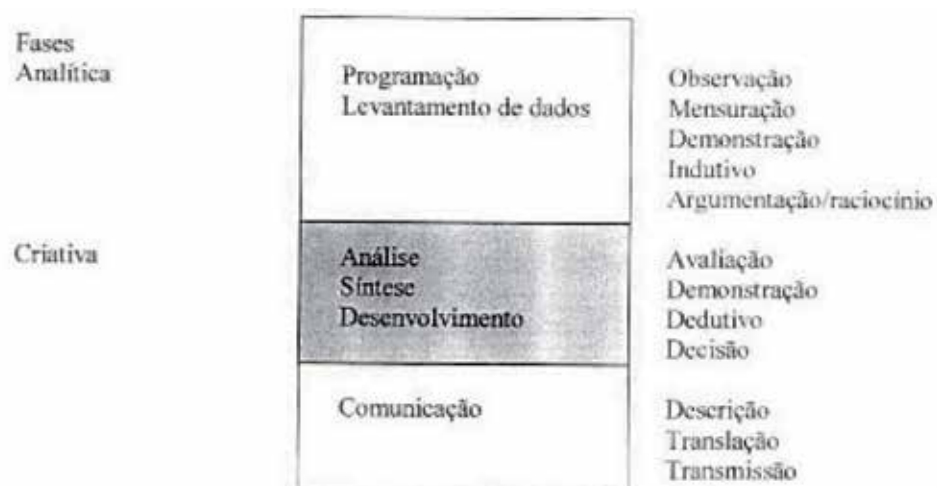 Fases
Analítica
Programação
Levantamento de dados
Observação
Mensuração
Demonstração
Indutivo
Argumentação/raciocínio
Criativa
Análise
Síntese
Desenvolvimento
Avaliação
Demonstração
Dedutivo
Decisão
Comunicação
Descrição
Translação
Transmissão